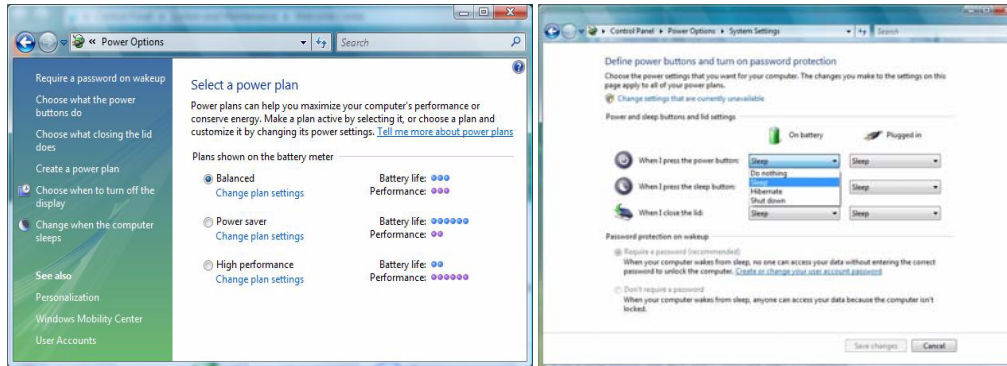 Power Options
Search
Require a password on wakeup
Choose what the power
buttons do
Choose what closing the lid
does
Create a power plan
Choose when to turn off the
display
Change when the computer
sleeps
See also
Personalization
Windows Mobility Center
User Accounts
Select a power plan
Power plans can help you maximize your computer's performance or
conserve energy. Make a plan active by selecting it, or choose a plan and
customize it by changing its power settings. Tell me more about power plans
Plans shown on the battery meter
Balanced Battery life:
Change plan settings Performance:
Power saver Battery life:
Change plan settings Performance:
High performance Battery life:
Change plan settings Performance:
Control Panel Power Options System Settings Search
Define power buttons and turn on password protection
Choose the power settings that you want for your computer. The changes you make to the settings on this
page apply to all of your power plans.
Change settings that are currently unavailable
Power and sleep buttons and lid settings
On battery Plugged in
When I press the power button: Sleep Sleep
Do nothing
Sleep
Hibernate
Shut down
When I press the sleep button: Sleep
When I close the lid: Sleep Sleep
Password protection on wakeup
Require a password (recommended)
When your computer wakes from sleep, no one can access your data without entering the correct
password to unlock the computer. Create or change your user account password
Don't require a password
When your computer wakes from sleep, anyone can access your data because the computer isn't
locked.
Save changes Cancel